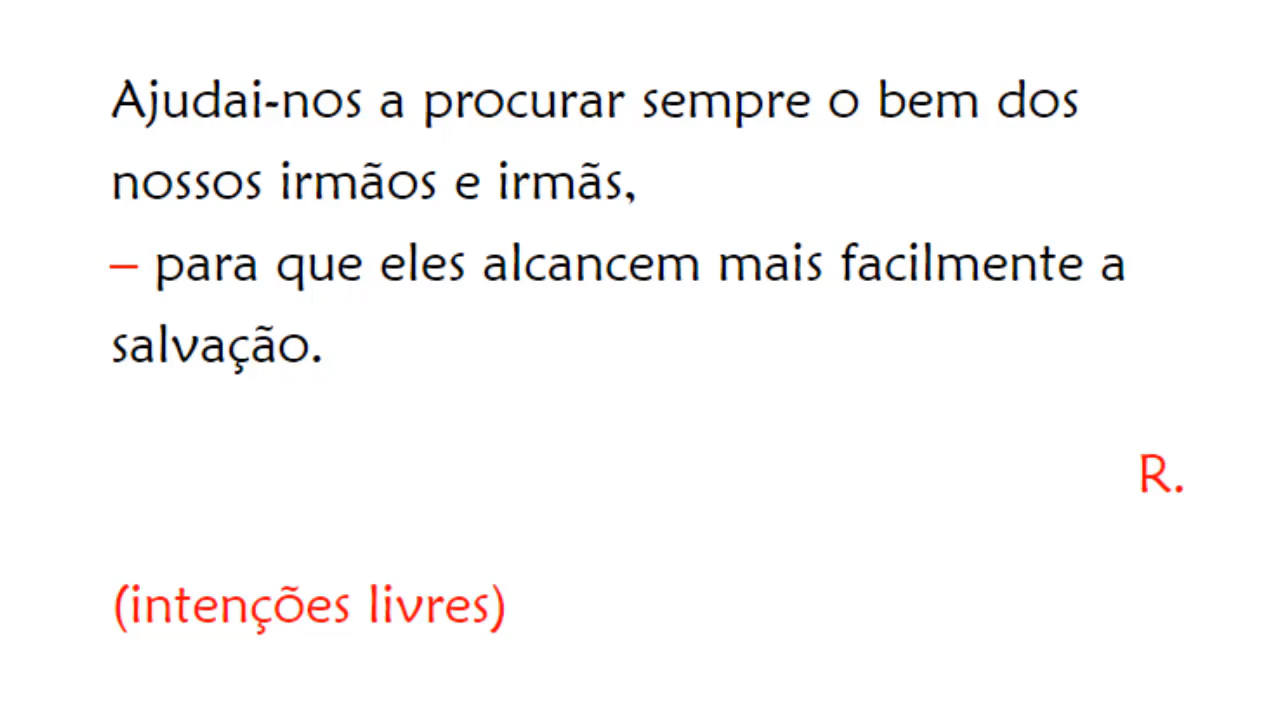 Ajudai-nos a procurar sempre o bem dos
nossos irmãos e irmãs,
– para que eles alcancem mais facilmente a
salvação.
R.
(intenções livres)